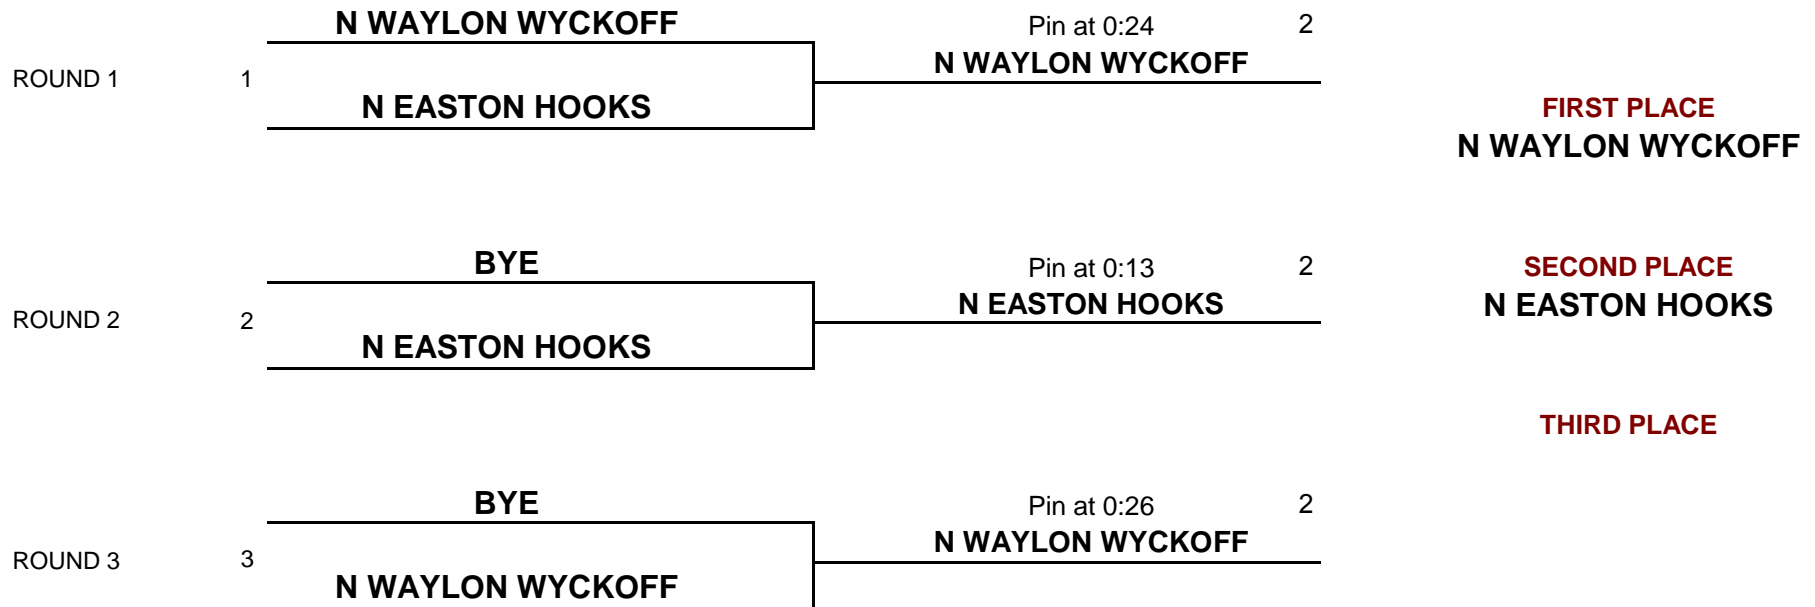 N WAYLON WYCKOFF
Pin at 0:24 2
N WAYLON WYCKOFF
ROUND 1 1
N EASTON HOOKS
FIRST PLACE
N WAYLON WYCKOFF
BYE
Pin at 0:13 2
SECOND PLACE
N EASTON HOOKS
N EASTON HOOKS
ROUND 2 2
N EASTON HOOKS
THIRD PLACE
BYE
Pin at 0:26 2
N WAYLON WYCKOFF
ROUND 3 3
N WAYLON WYCKOFF